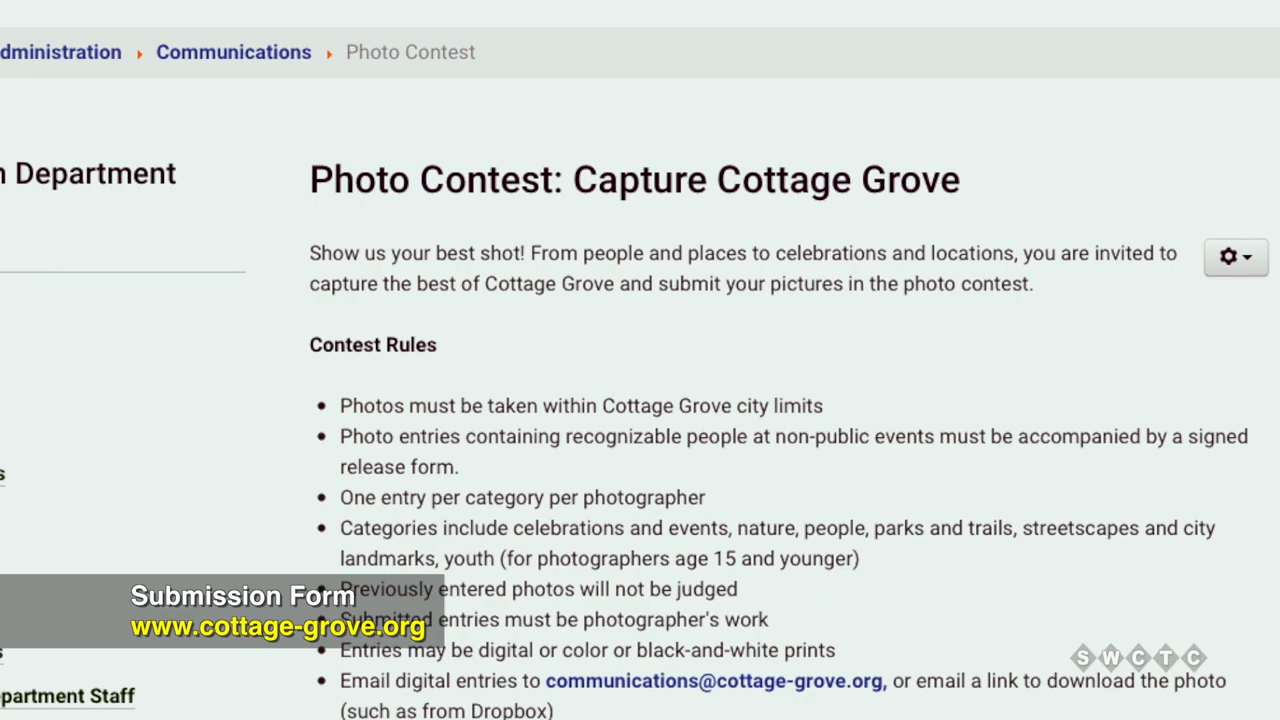 dministration Communications Photo Contest
n Department
Photo Contest: Capture Cottage Grove
Show us your best shot! From people and places to celebrations and locations, you are invited to
capture the best of Cottage Grove and submit your pictures in the photo contest.
Contest Rules
Photos must be taken within Cottage Grove city limits
Photo entries containing recognizable people at non-public events must be accompanied by a signed
release form.
One entry per category per photographer
Categories include celebrations and events, nature, people, parks and trails, streetscapes and city
landmarks, youth (for photographers age 15 and younger)
Previously entered photos will not be judged
Submitted entries must be photographer's work
Entries may be digital or color or black-and-white prints
Email digital entries to communications@cottage-grove.org, or email a link to download the photo
(such as from Dropbox)
s
Submission Form
www.cottage-grove.org
s
partment Staff
SWCTC